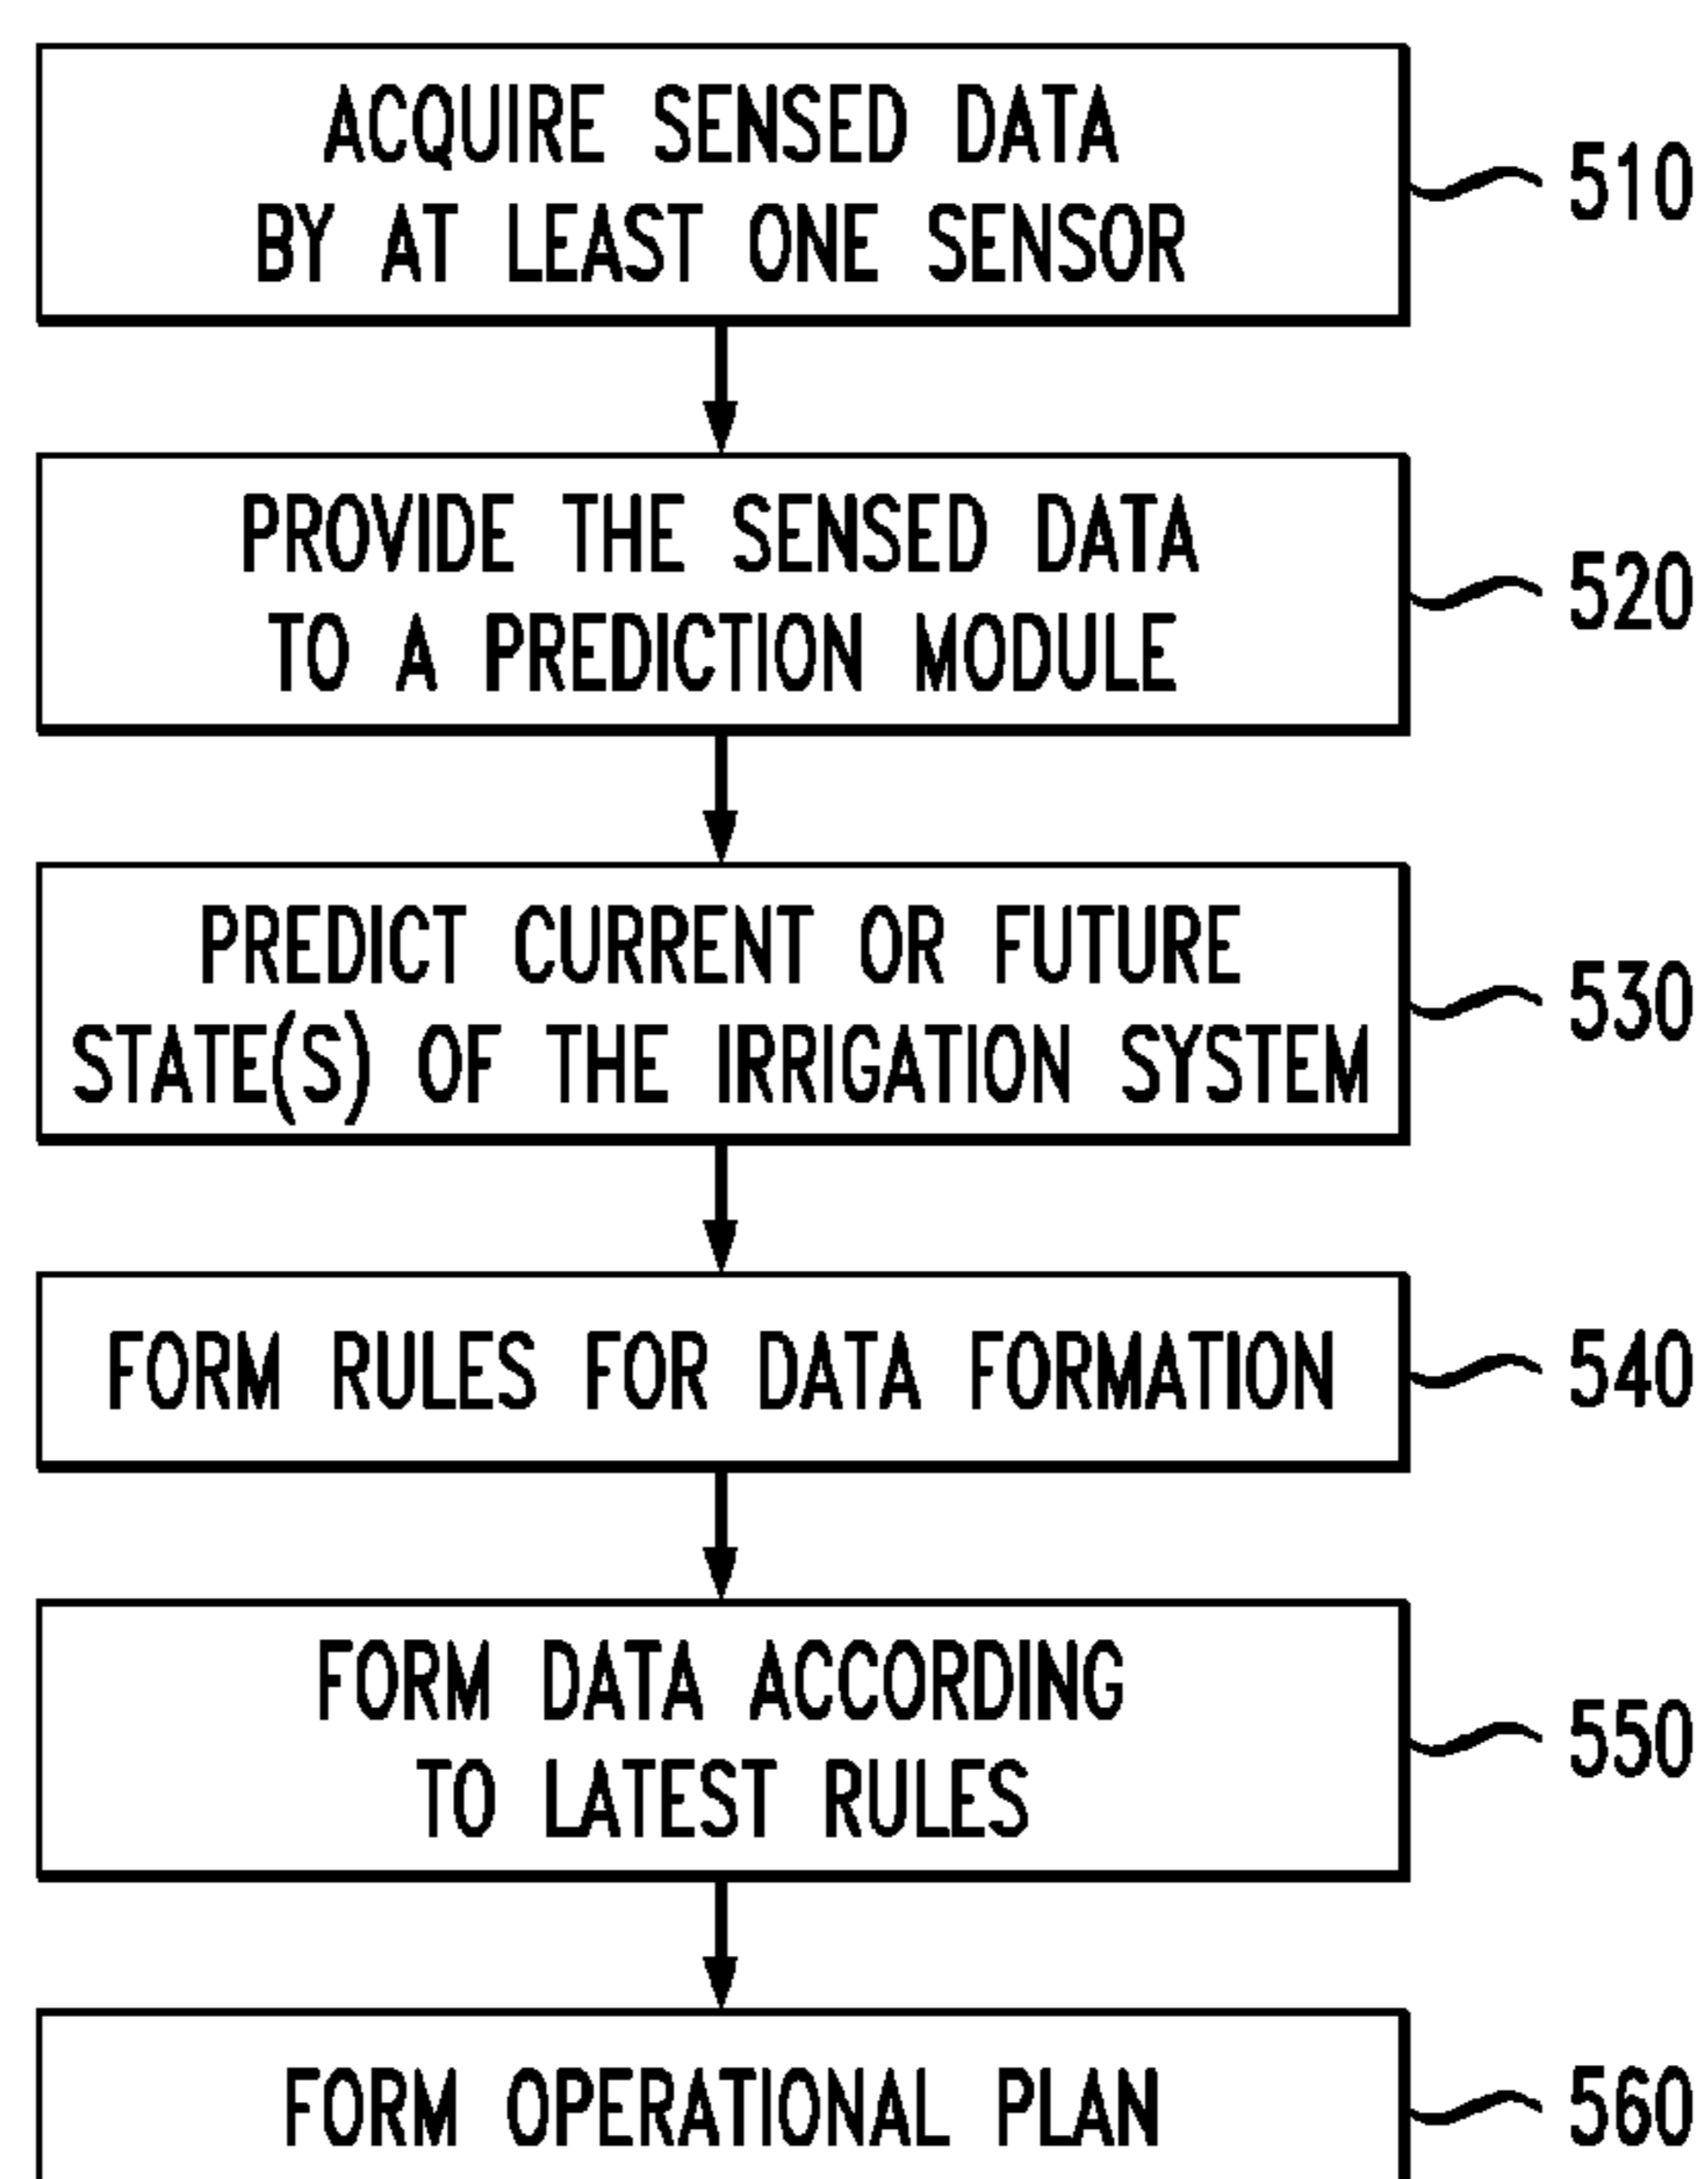 ACQUIRE SENSED DATA
BY AT LEAST ONE SENSOR
510
PROVIDE THE SENSED DATA
TO A PREDICTION MODULE
520
PREDICT CURRENT OR FUTURE
STATE(S) OF THE IRRIGATION SYSTEM
530
FORM RULES FOR DATA FORMATION
540
FORM DATA ACCORDING
TO LATEST RULES
550
FORM OPERATIONAL PLAN
560